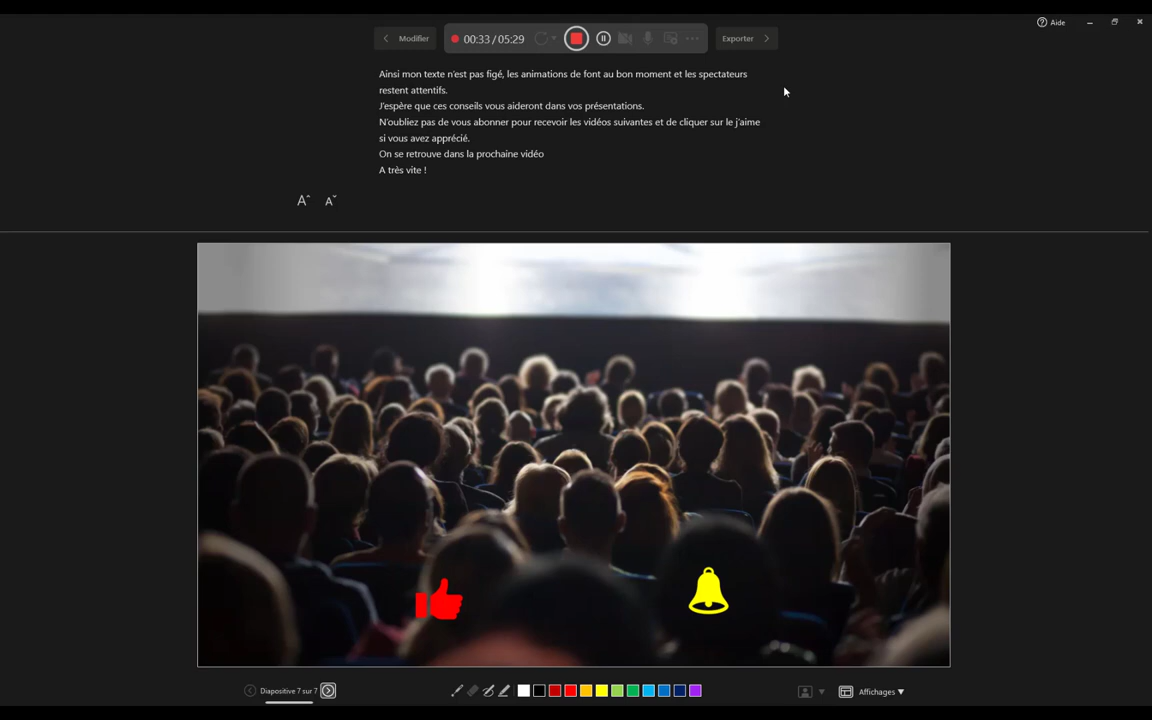 Aide
Modifier
00:33 / 05:29
Exporter
Ainsi mon texte n'est pas figé, les animations de font au bon moment et les spectateurs
restent attentifs.
J'espère que ces conseils vous aideront dans vos présentations.
N'oubliez pas de vous abonner pour recevoir les vidéos suivantes et de cliquer sur le j'aime
si vous avez apprécié.
On se retrouve dans la prochaine vidéo
A très vite !
A A
Diapositive 7 sur 7
Affichages